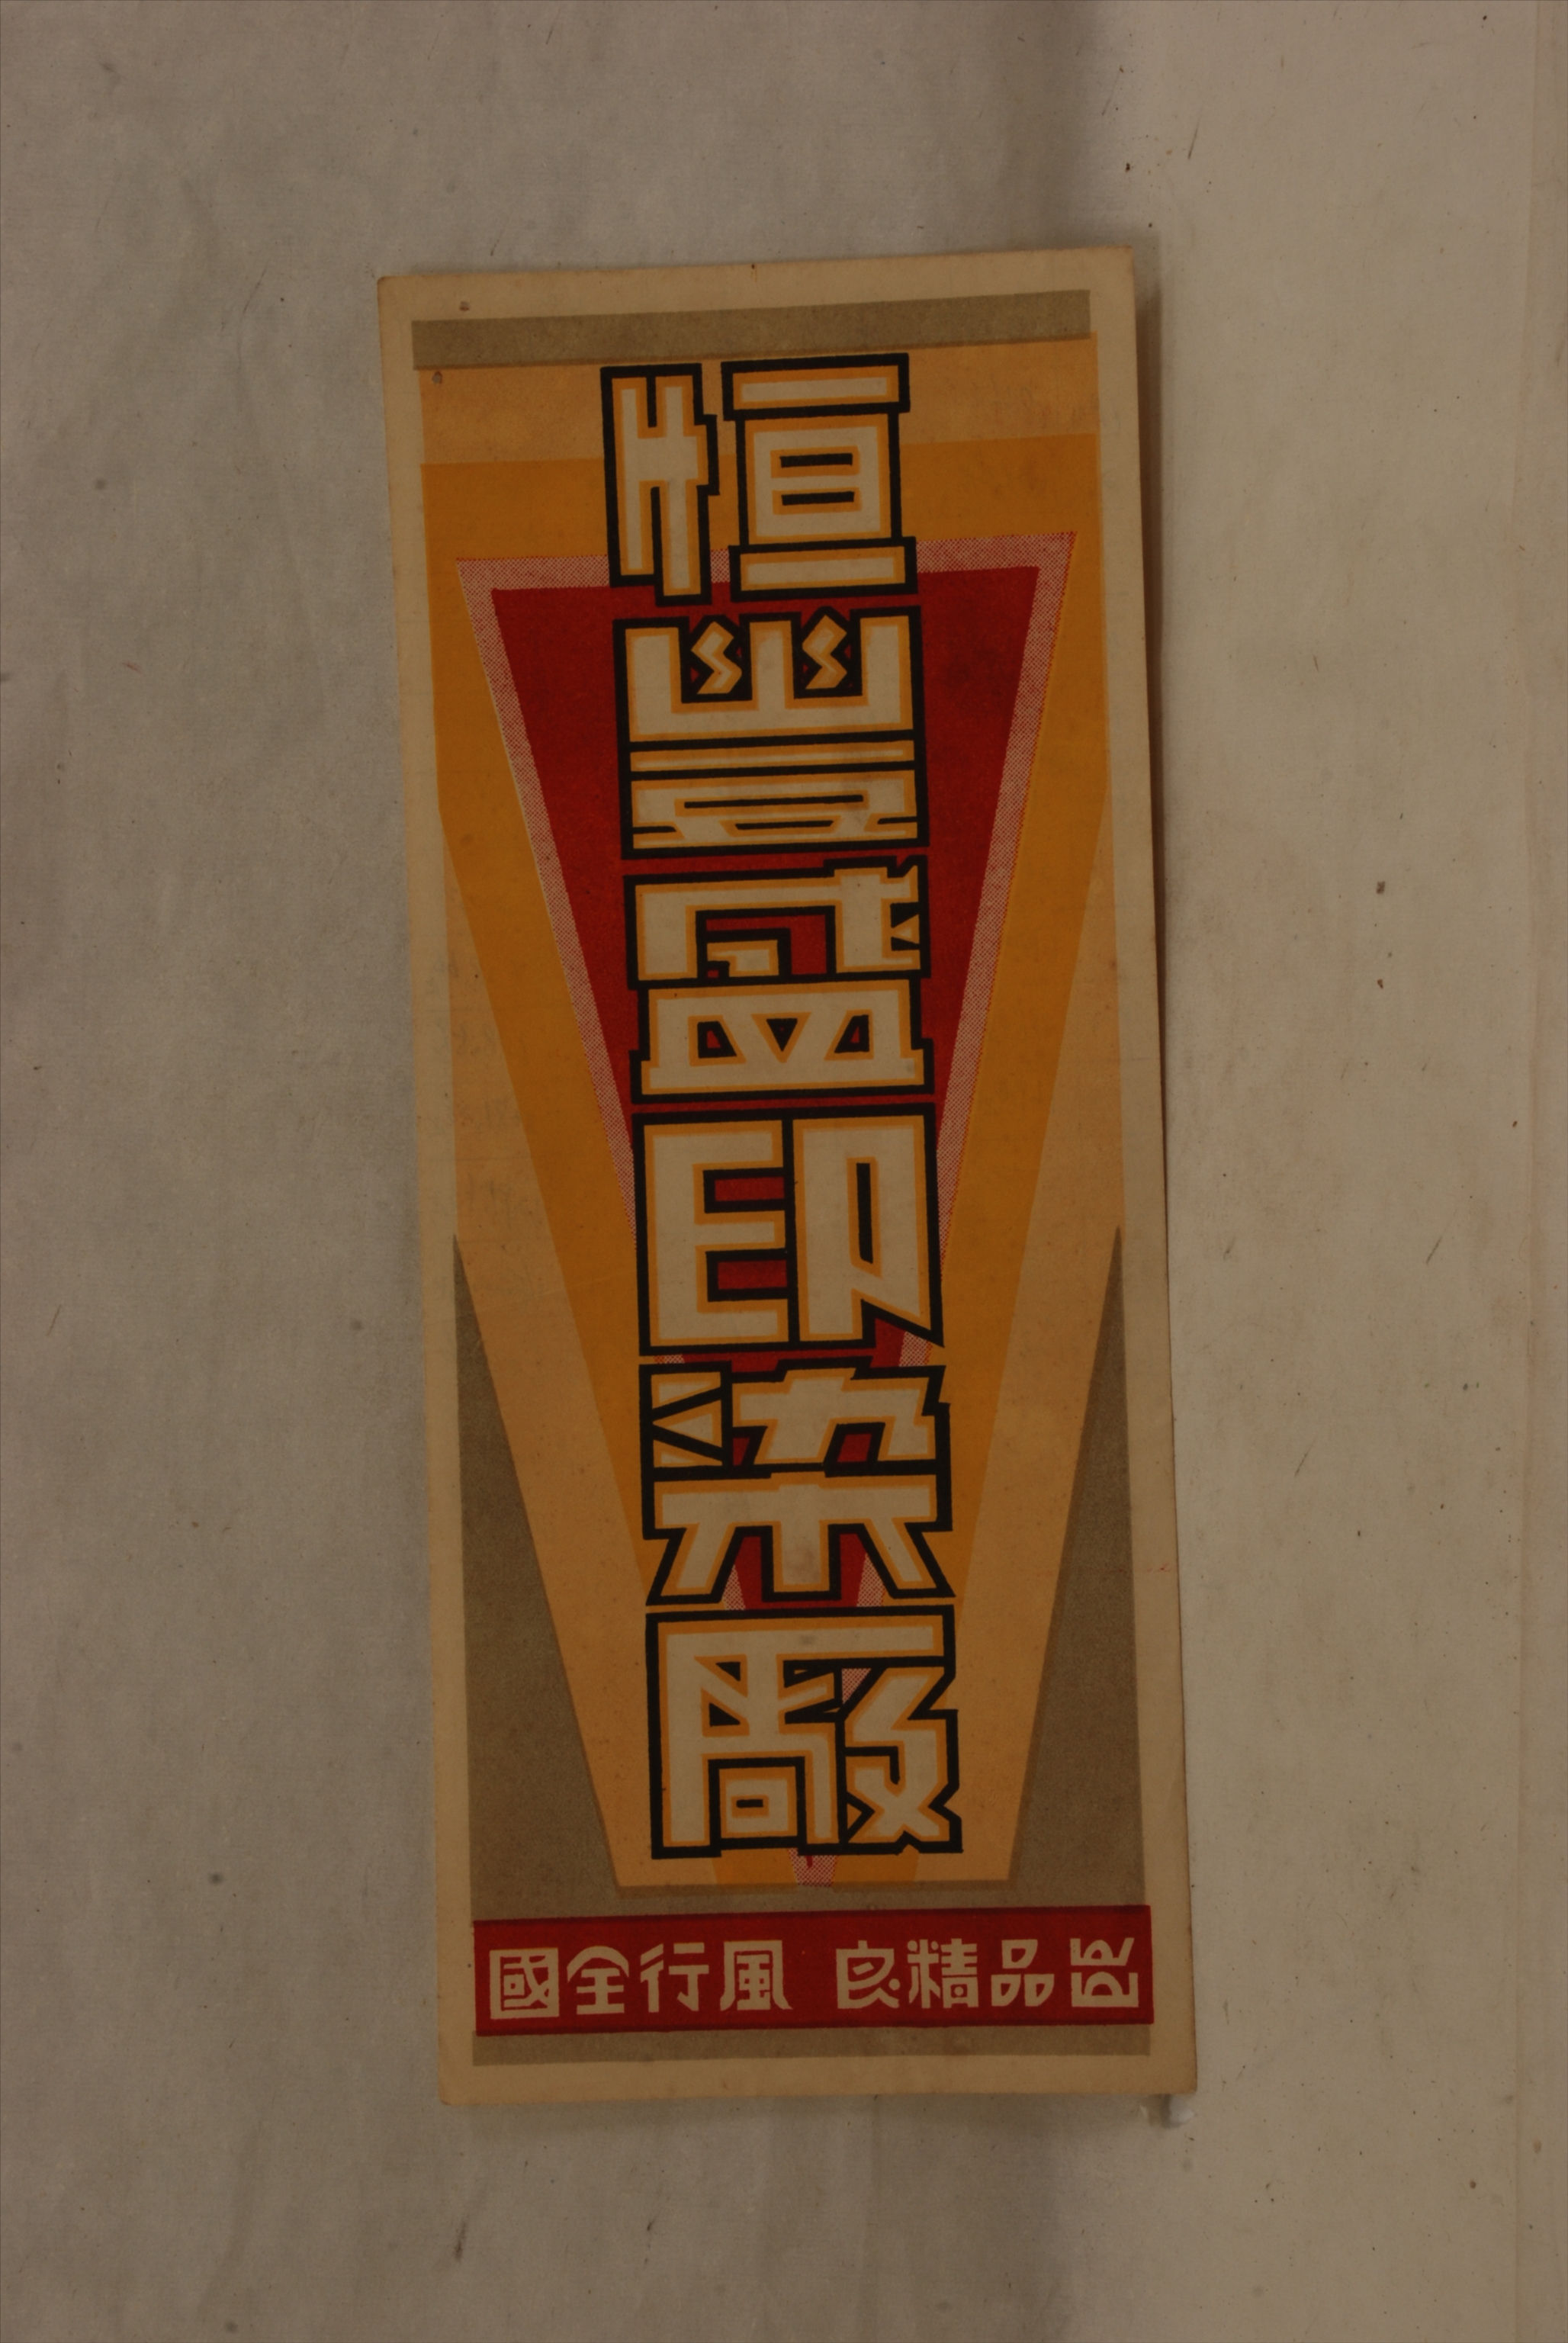 恒豐盛印染廠
出品精良 風行全國